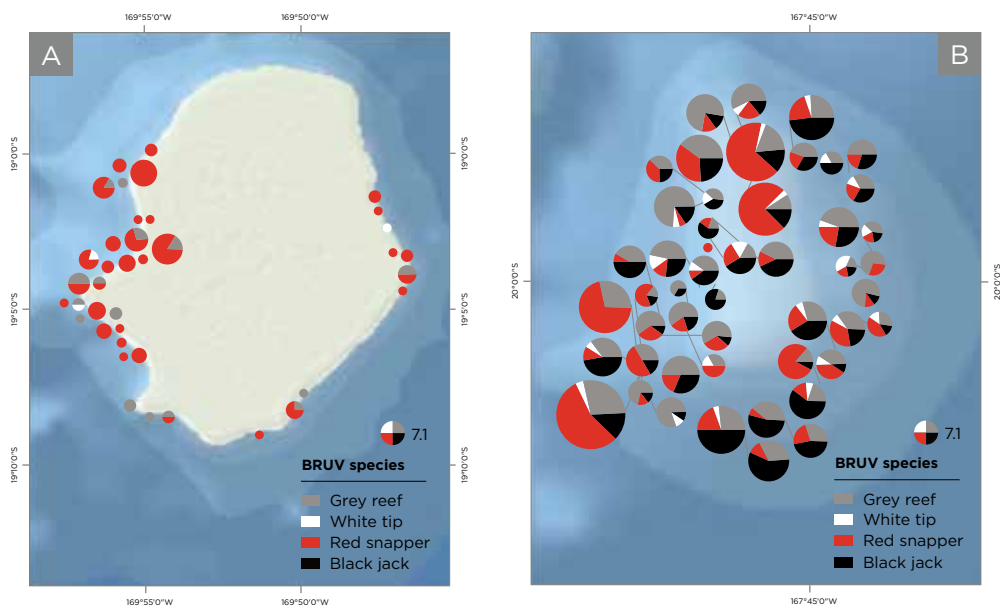 169°55'0"W 169°50'0"W
A
19°0'0"S 19°0'0"S
19°5'0"S 19°5'0"S
19°10'0"S 19°10'0"S
7.1
BRUV species
Grey reef
White tip
Red snapper
Black jack
169°55'0"W 169°50'0"W
167°45'0"W
B
20°0'0"S 20°0'0"S
7.1
BRUV species
Grey reef
White tip
Red snapper
Black jack
167°45'0"W